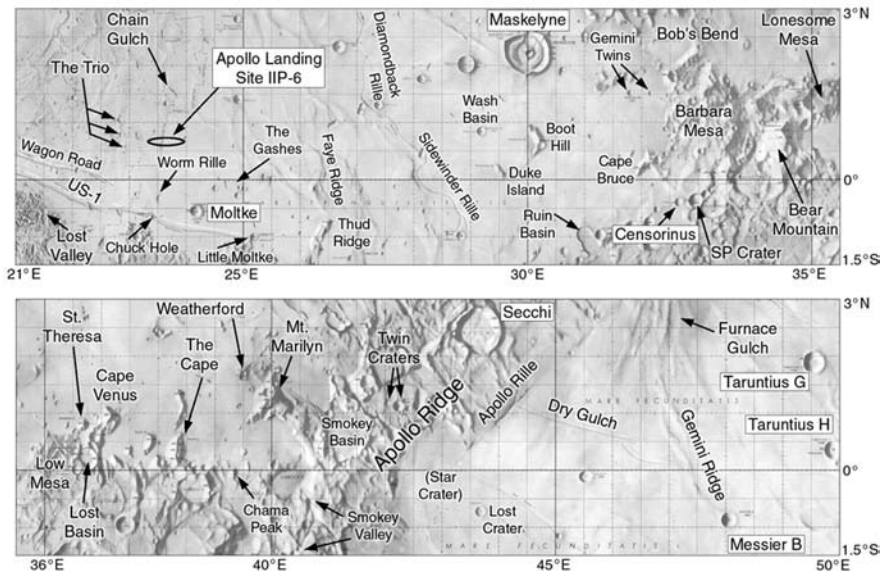 3°N
Chain
Gulch
Apollo Landing
Site IIP-6
The Trio
Diamondback
Rille
Maskelyne
Gemini
Twins
Bob's Bend
Lonesome
Mesa
Wash
Basin
Barbara
Mesa
Boot
Hill
The
Gashes
Faye Ridge
Sidewinder Rille
Wagon Road
Worm Rille
Duke
Island
Cape
Bruce
0°
US-1
Moltke
Lost
Valley
Chuck Hole
Little Moltke
Thud
Ridge
Ruin
Basin
Censorinus
SP Crater
Bear
Mountain
1.5°S
21°E
25°E
30°E
35°E
3°N
St.
Theresa
Weatherford
Mt.
Marilyn
Secchi
Furnace
Gulch
The
Cape
Twin
Craters
Cape
Venus
Taruntius G
Apollo Ridge
Apollo Rille
MARE FECUNDITATIS
Dry Gulch
Gemini Ridge
Taruntius H
Smokey
Basin
Low
Mesa
0°
Lost
Basin
Chama
Peak
Smokey
Valley
(Star
Crater)
Lost
Crater
MARE FECUNDITATIS
Messier B
1.5°S
36°E
40°E
45°E
50°E